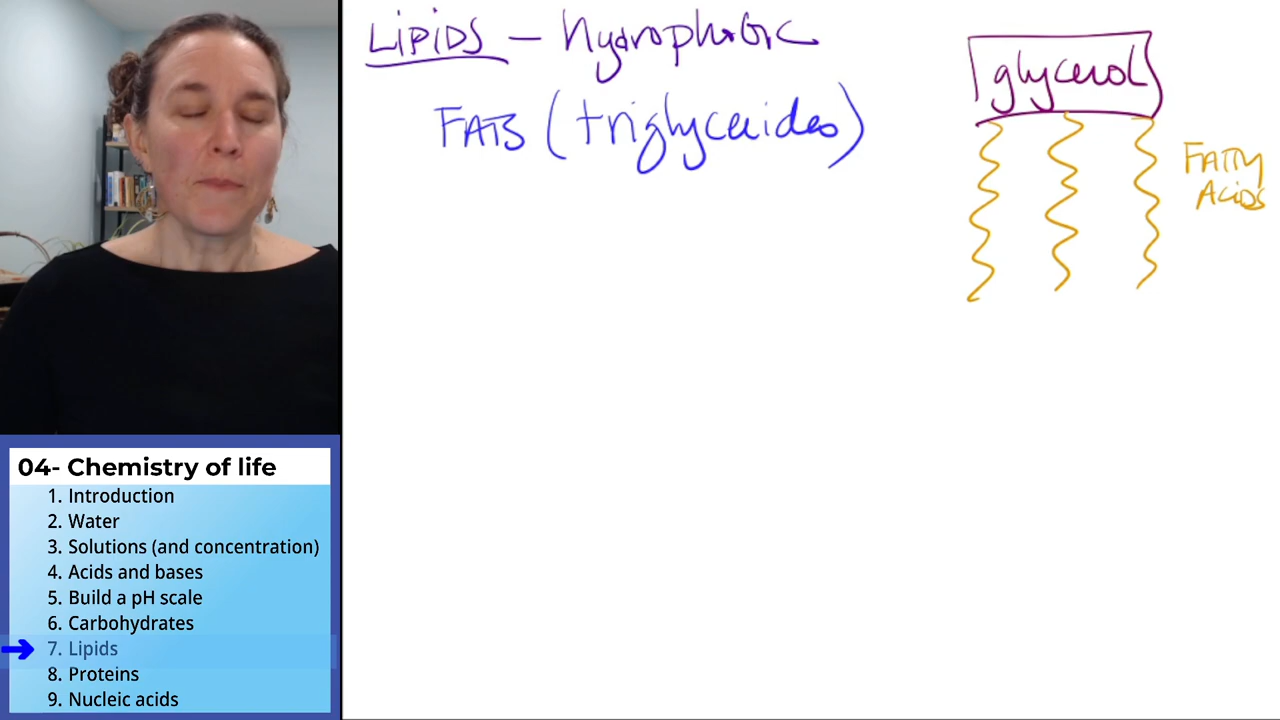 LIPIDS – hydrophobic
FATS (triglycerides)
glycerol
FATTY
ACIDS
04- Chemistry of life
1. Introduction
2. Water
3. Solutions (and concentration)
4. Acids and bases
5. Build a pH scale
6. Carbohydrates
7. Lipids
8. Proteins
9. Nucleic acids